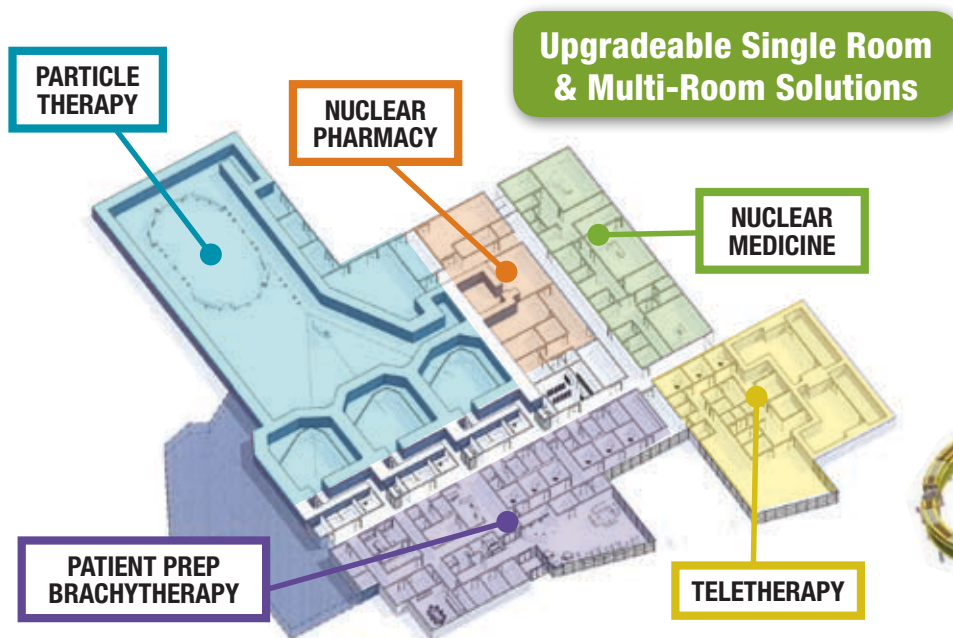 Upgradeable Single Room
& Multi-Room Solutions
PARTICLE
THERAPY
NUCLEAR
PHARMACY
NUCLEAR
MEDICINE
PATIENT PREP
BRACHYTHERAPY
TELETHERAPY